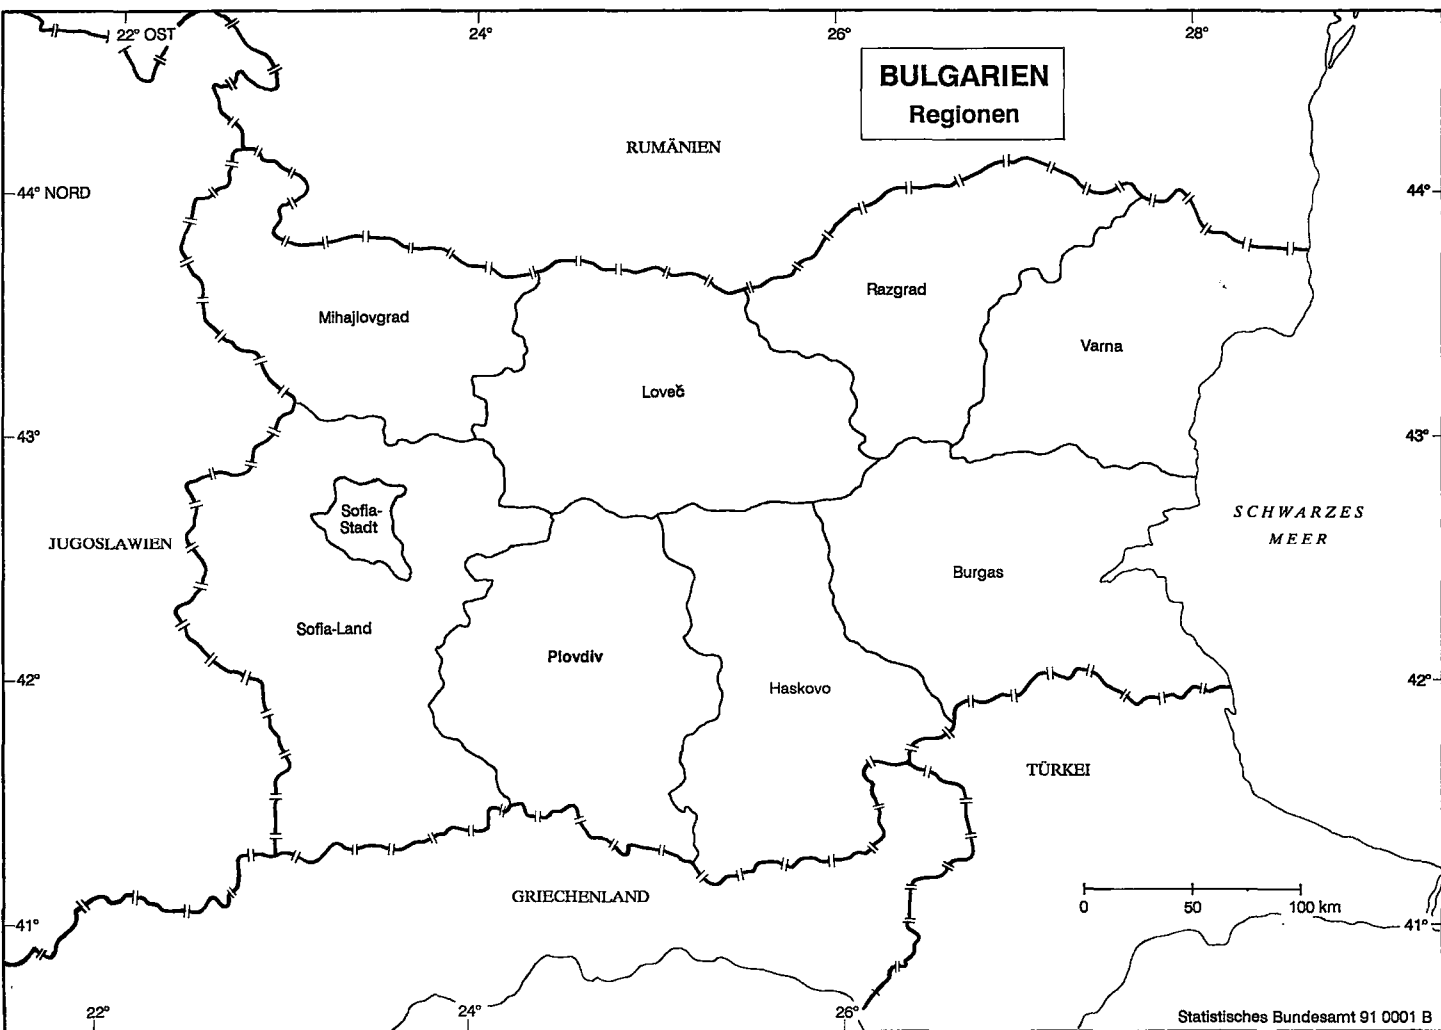 22° OST
24°
26°
28°
BULGARIEN
Regionen
RUMÄNIEN
44° NORD
44°
Razgrad
Mihajlovgrad
Varna
Loveč
43°
43°
Sofia-
Stadt
SCHWARZES
MEER
JUGOSLAWIEN
Burgas
Sofia-Land
Plovdiv
42°
42°
Haskovo
TÜRKEI
GRIECHENLAND
0 50 100 km
41°
41°
22°
24°
26°
Statistisches Bundesamt 91 0001 B